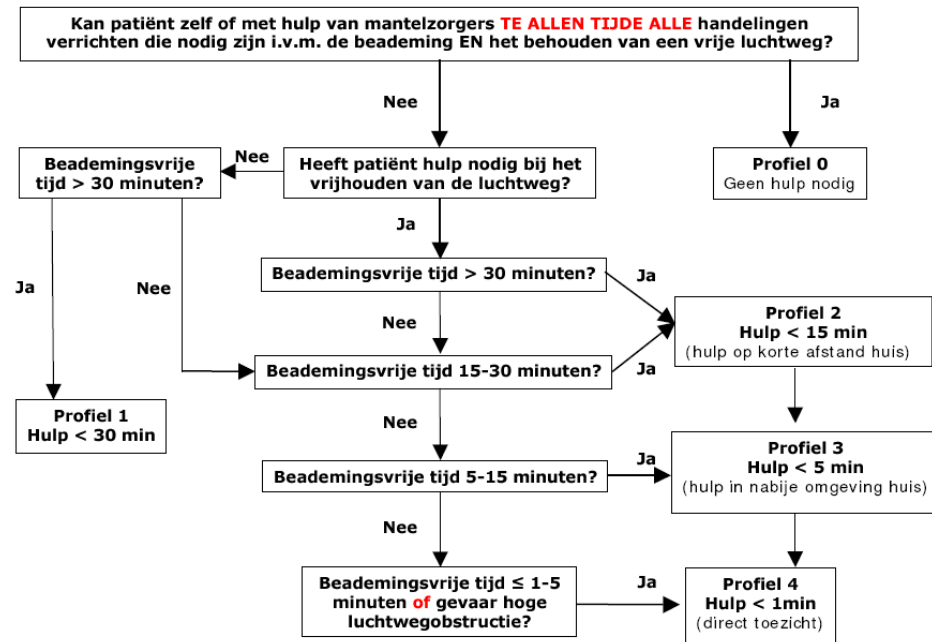 Kan patiënt zelf of met hulp van mantelzorgers TE ALLEN TIJDE ALLE handelingen
verrichten die nodig zijn i.v.m. de beademing EN het behouden van een vrije luchtweg?
Nee
Ja
Beademingsvrije
tijd > 30 minuten?
Nee
Heeft patiënt hulp nodig bij het
vrijhouden van de luchtweg?
Profiel 0
Geen hulp nodig
Ja
Beademingsvrije tijd > 30 minuten?
Ja
Ja
Nee
Nee
Profiel 2
Hulp < 15 min
(hulp op korte afstand huis)
Beademingsvrije tijd 15-30 minuten?
Ja
Profiel 1
Hulp < 30 min
Nee
Profiel 3
Hulp < 5 min
(hulp in nabije omgeving huis)
Beademingsvrije tijd 5-15 minuten?
Ja
Nee
Beademingsvrije tijd ≤ 1-5
minuten of gevaar hoge
luchtwegobstructie?
Ja
Profiel 4
Hulp < 1min
(direct toezicht)